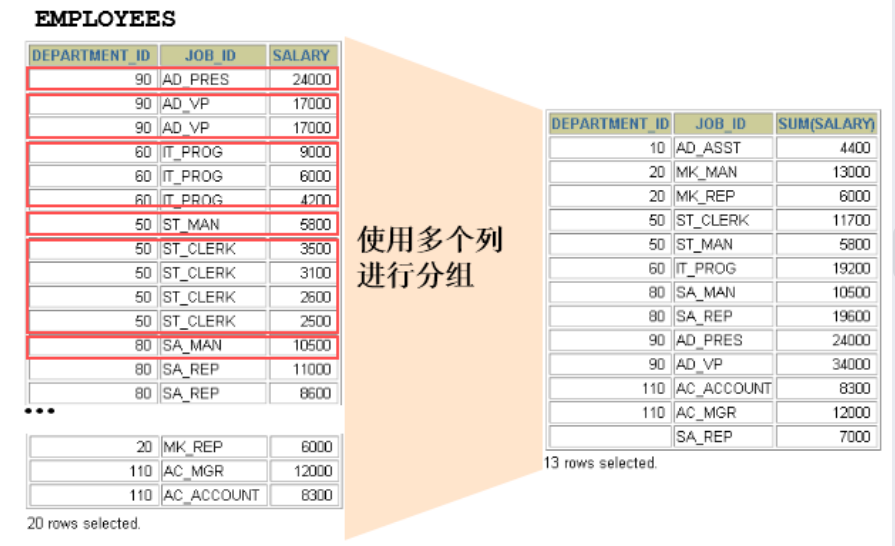 EMPLOYEES
DEPARTMENT_ID JOB_ID SALARY
90 AD_PRES 24000
90 AD_VP 17000
90 AD_VP 17000
60 IT_PROG 9000
60 IT_PROG 6000
60 IT_PROG 4200
50 ST_MAN 5800
50 ST_CLERK 3500
50 ST_CLERK 3100
50 ST_CLERK 2600
50 ST_CLERK 2500
80 SA_MAN 10500
80 SA_REP 11000
80 SA_REP 8600
•••
20 MK_REP 6000
110 AC_MGR 12000
110 AC_ACCOUNT 8300
20 rows selected.
使用多个列
进行分组
DEPARTMENT_ID JOB_ID SUM(SALARY)
10 AD_ASST 4400
20 MK_MAN 13000
20 MK_REP 6000
50 ST_CLERK 11700
50 ST_MAN 5800
60 IT_PROG 19200
80 SA_MAN 10500
80 SA_REP 19600
90 AD_PRES 24000
90 AD_VP 34000
110 AC_ACCOUNT 8300
110 AC_MGR 12000
SA_REP 7000
13 rows selected.